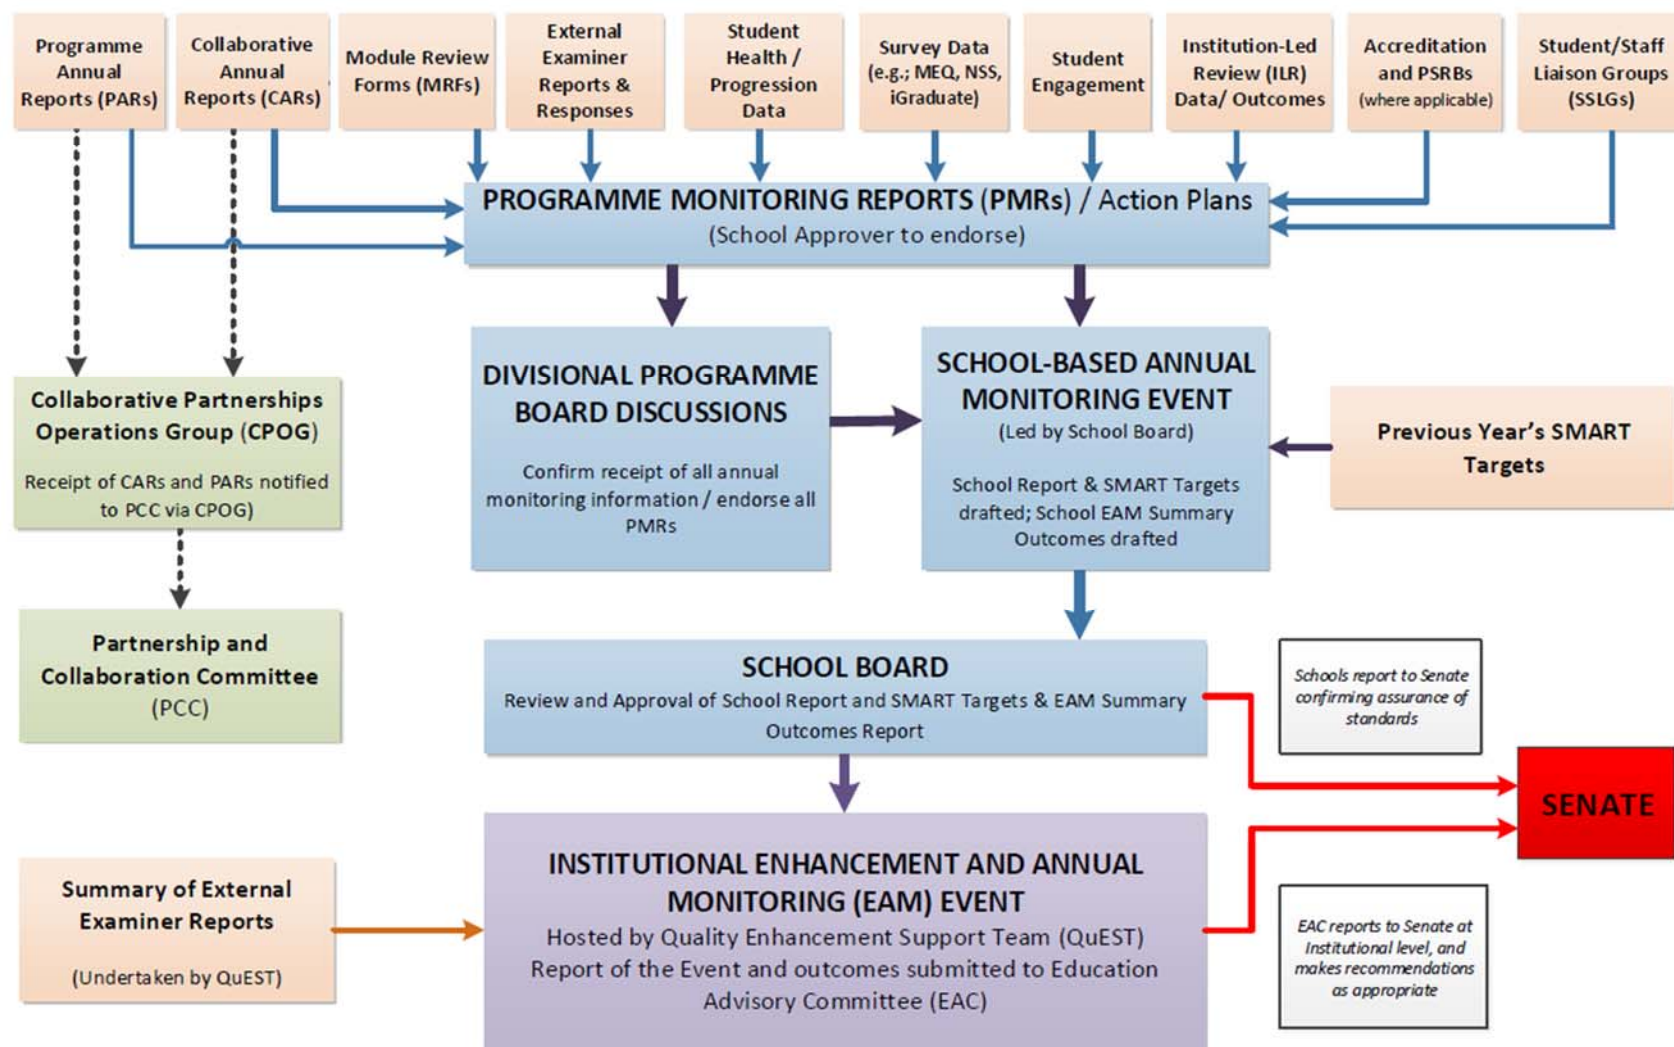 Programme
Annual
Reports (PARs)
Collaborative
Annual
Reports (CARs)
Module Review
Forms (MRFs)
External
Examiner
Reports &
Responses
Student
Health /
Progression
Data
Survey Data
(e.g.; MEQ, NSS,
iGraduate)
Student
Engagement
Institution-Led
Review (ILR)
Data/ Outcomes
Accreditation
and PSRBs
(where applicable)
Student/Staff
Liaison Groups
(SSLGs)
PROGRAMME MONITORING REPORTS (PMRs) / Action Plans
(School Approver to endorse)
DIVISIONAL PROGRAMME
BOARD DISCUSSIONS
Confirm receipt of all annual
monitoring information / endorse all
PMRs
SCHOOL-BASED ANNUAL
MONITORING EVENT
(Led by School Board)
School Report & SMART Targets
drafted; School EAM Summary
Outcomes drafted
Previous Year's SMART
Targets
Collaborative Partnerships
Operations Group (CPOG)
Receipt of CARs and PARs notified
to PCC via CPOG)
Partnership and
Collaboration Committee
(PCC)
SCHOOL BOARD
Review and Approval of School Report and SMART Targets & EAM Summary
Outcomes Report
Schools report to Senate
confirming assurance of
standards
SENATE
INSTITUTIONAL ENHANCEMENT AND ANNUAL
MONITORING (EAM) EVENT
Hosted by Quality Enhancement Support Team (QuEST)
Report of the Event and outcomes submitted to Education
Advisory Committee (EAC)
Summary of External
Examiner Reports
(Undertaken by QuEST)
EAC reports to Senate at
Institutional level, and
makes recommendations
as appropriate